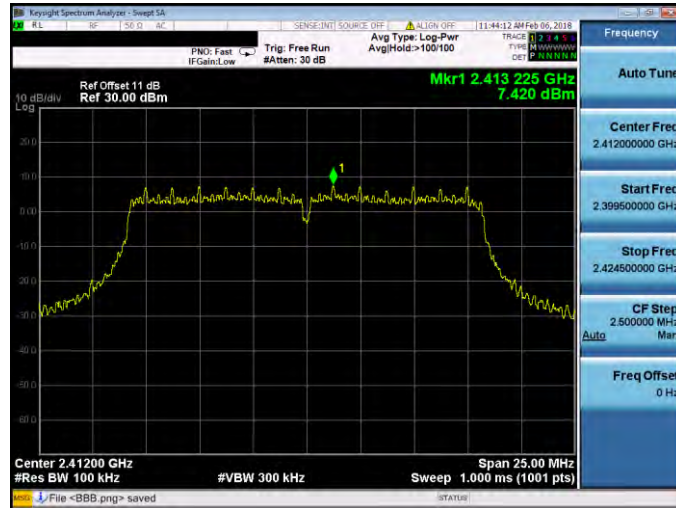 Keysight Spectrum Analyzer - Swept SA
RL RF 50 Ω AC SENSE:INT SOURCE OFF ALIGN OFF 11:44:12 AM Feb 06, 2018
Frequency
PNO: Fast
IFGain:Low
Trig: Free Run
#Atten: 30 dB
Avg Type: Log-Pwr
Avg|Hold:>100/100
TRACE 1 2 3 4 5 6
TYPE M W W W W W
DET P N N N N N
Auto Tune
Mkr1 2.413 225 GHz
7.420 dBm
Ref Offset 11 dB
Ref 30.00 dBm
10 dB/div
Log
20.0
10.0
0.00
-10.0
-20.0
-30.0
-40.0
-50.0
-60.0
1
Center Freq
2.412000000 GHz
Start Freq
2.399500000 GHz
Stop Freq
2.424500000 GHz
CF Step
2.500000 MHz
Auto Man
Freq Offset
0 Hz
Center 2.41200 GHz
Span 25.00 MHz
#Res BW 100 kHz
#VBW 300 kHz
Sweep 1.000 ms (1001 pts)
MSG File <BBB.png> saved
STATUS